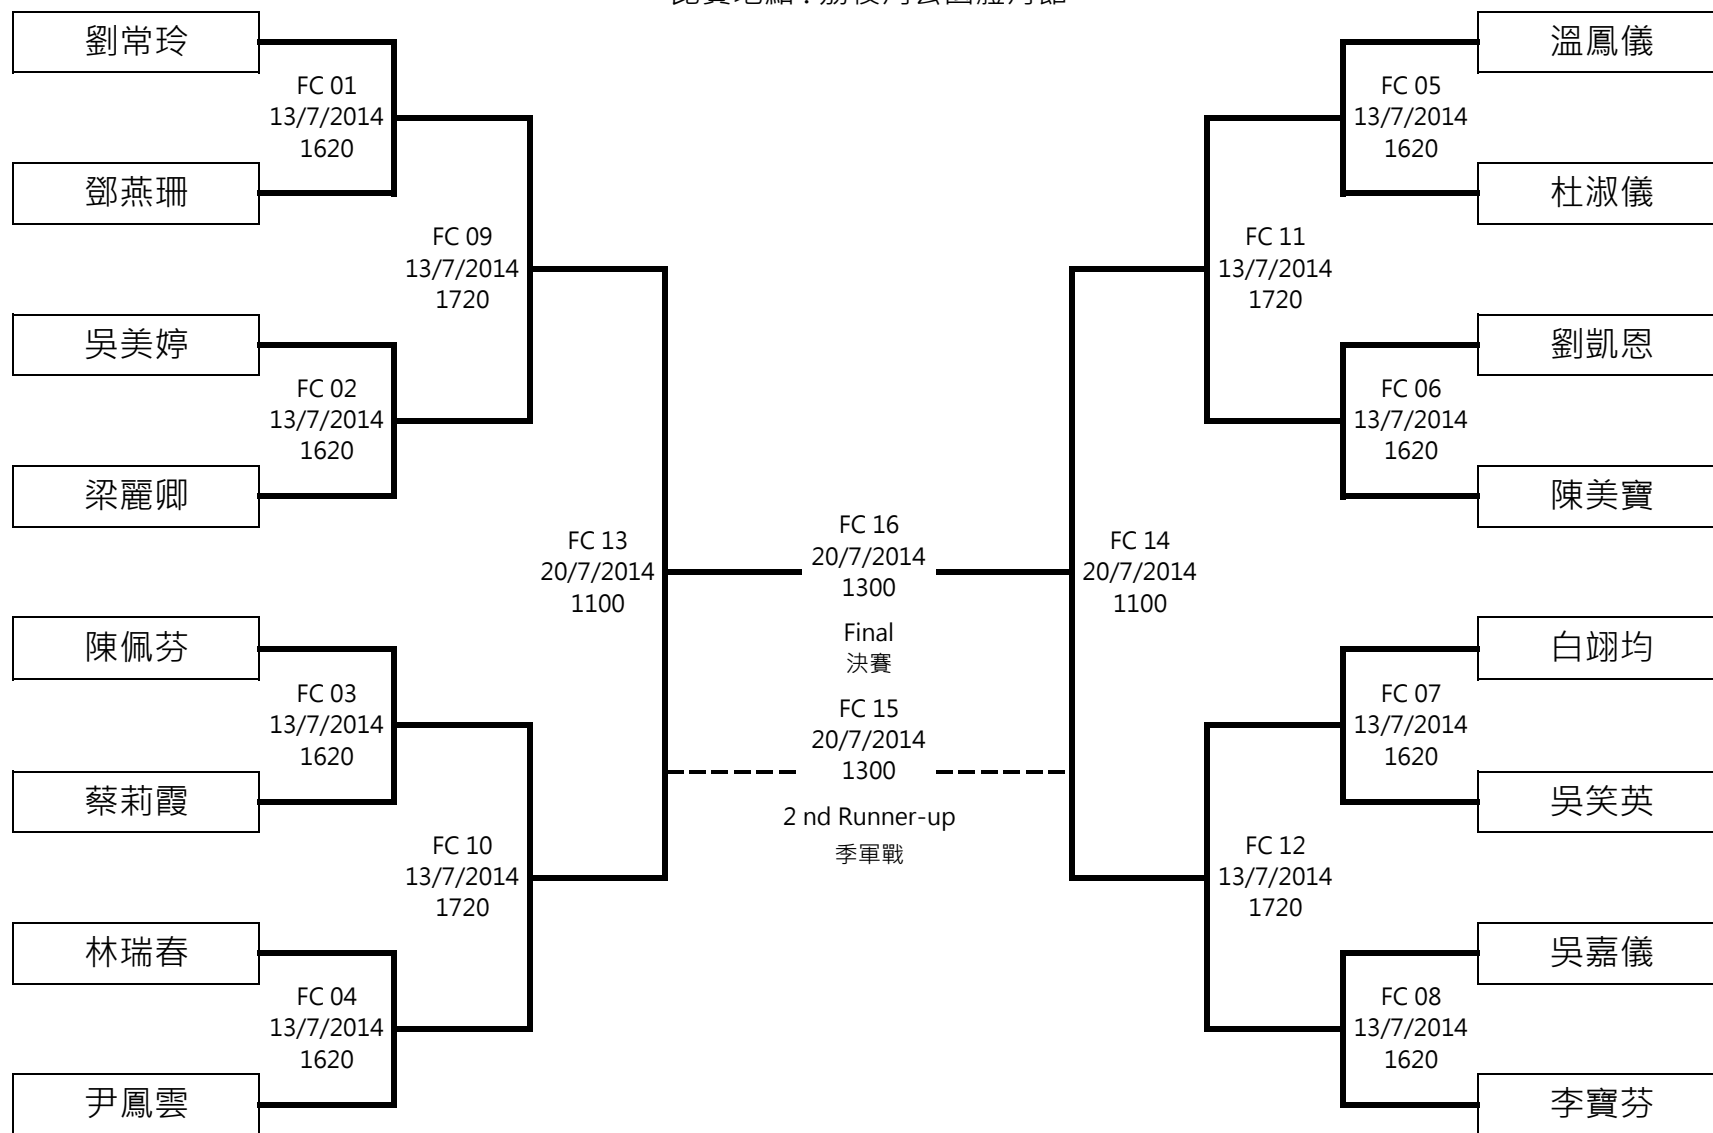 劉常玲
FC 01
13/7/2014
1620
鄧燕珊
FC 09
13/7/2014
1720
吳美婷
FC 02
13/7/2014
1620
梁麗卿
FC 13
20/7/2014
1100
陳佩芬
FC 03
13/7/2014
1620
蔡莉霞
FC 10
13/7/2014
1720
林瑞春
FC 04
13/7/2014
1620
尹鳳雲
FC 16
20/7/2014
1300
Final
決賽
FC 15
20/7/2014
1300
2 nd Runner-up
季軍戰
溫鳳儀
FC 05
13/7/2014
1620
杜淑儀
FC 11
13/7/2014
1720
劉凱恩
FC 06
13/7/2014
1620
陳美寶
FC 14
20/7/2014
1100
白翊均
FC 07
13/7/2014
1620
吳笑英
FC 12
13/7/2014
1720
吳嘉儀
FC 08
13/7/2014
1620
李寶芬